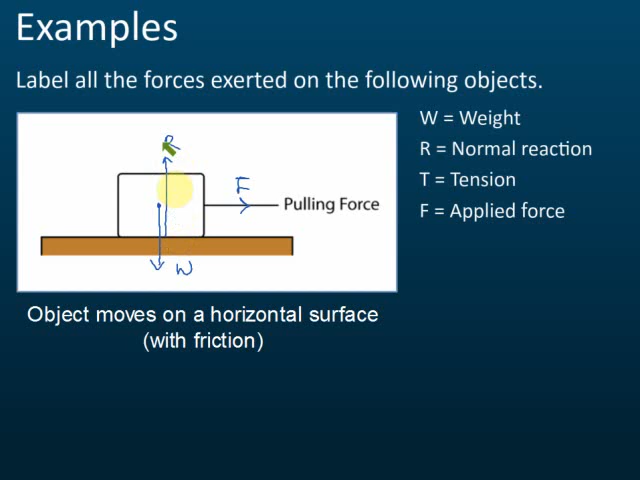 Examples
Label all the forces exerted on the following objects.
W = Weight
R = Normal reaction
T = Tension
F = Applied force
R
F
Pulling Force
W
Object moves on a horizontal surface
(with friction)